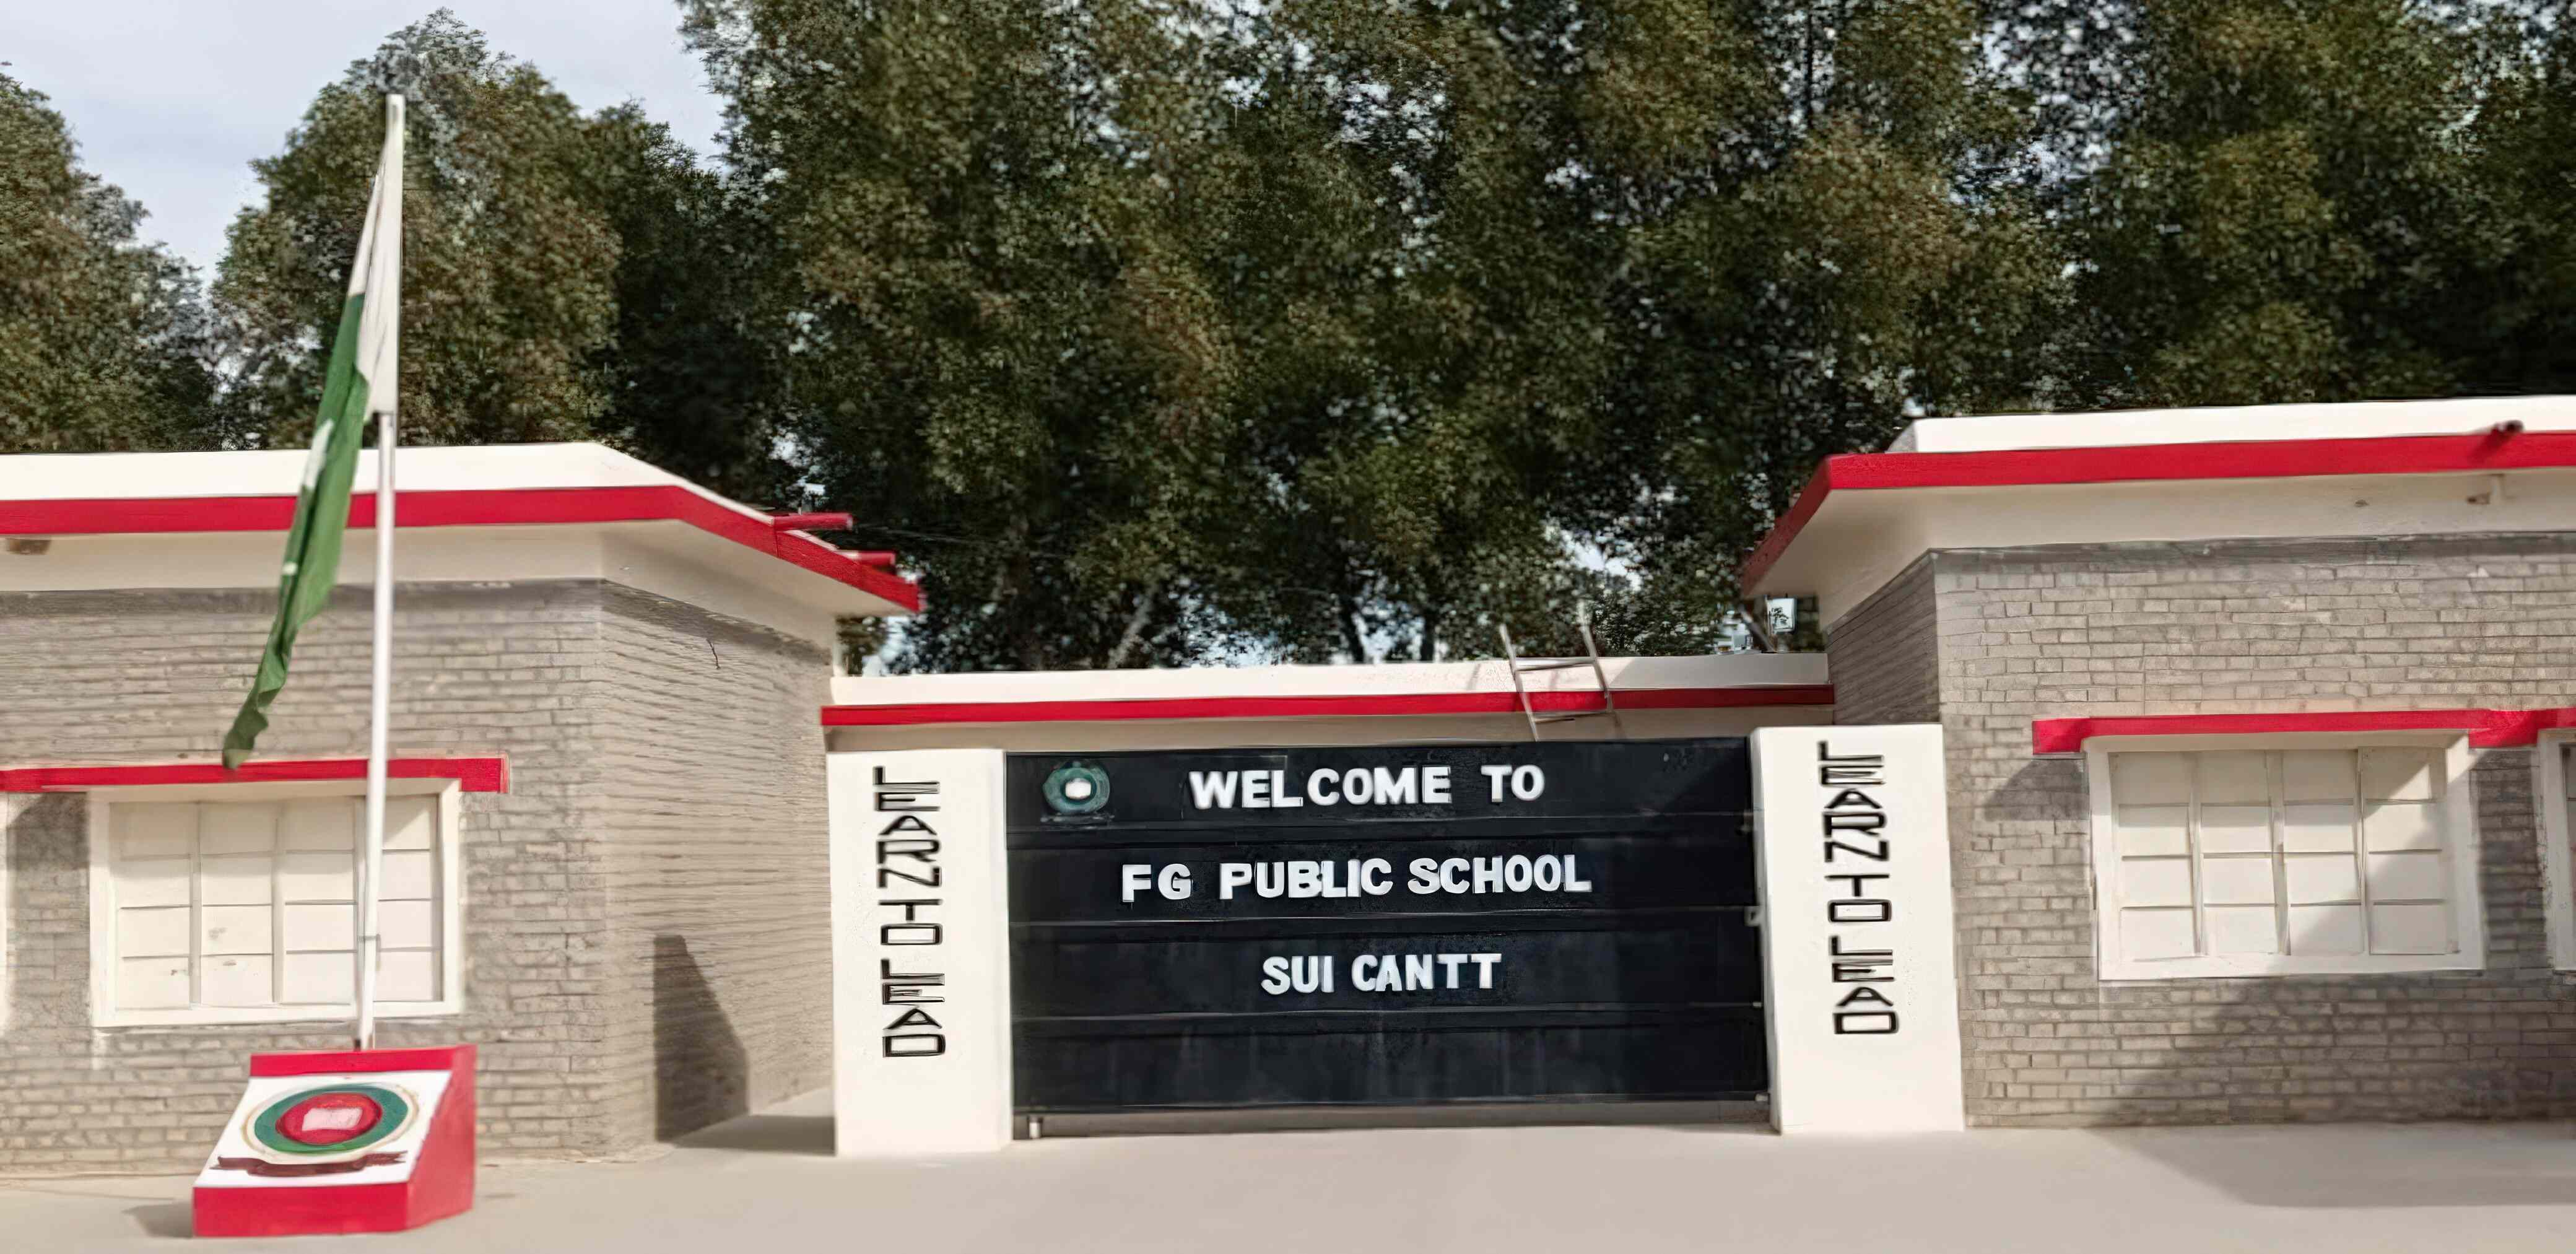 WELCOME TO
FG PUBLIC SCHOOL
SUI CANTT
LEARN TO LEAD
LEARN TO LEAD